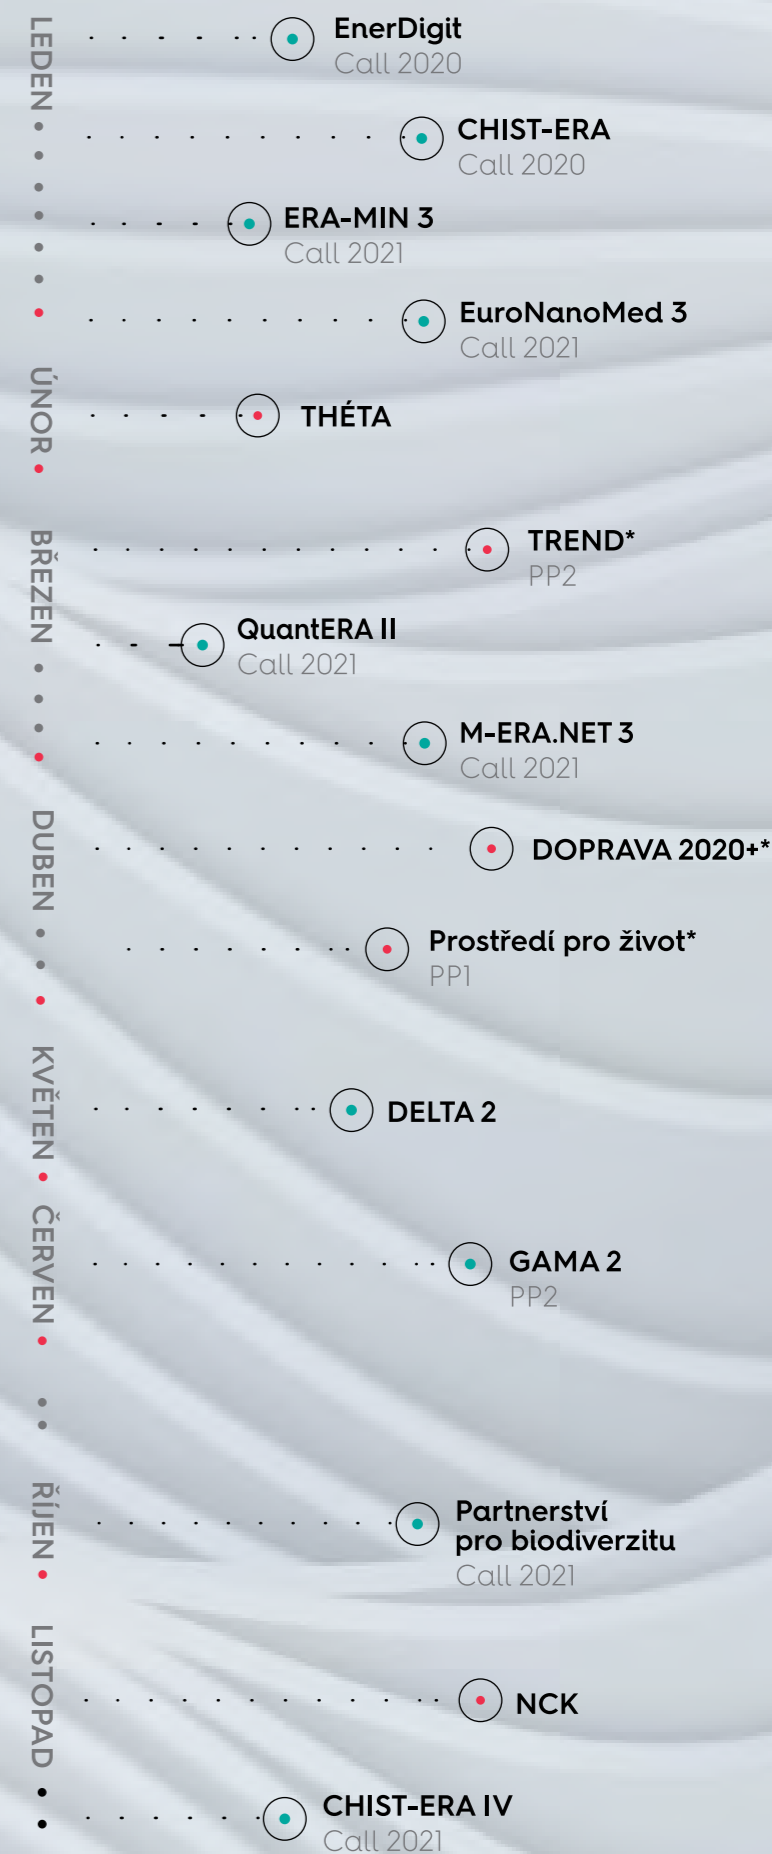 LEDEN
EnerDigit
Call 2020
CHIST-ERA
Call 2020
ERA-MIN 3
Call 2021
EuroNanoMed 3
Call 2021
ÚNOR
THÉTA
BŘEZEN
TREND*
PP2
QuantERA II
Call 2021
M-ERA.NET 3
Call 2021
DUBEN
DOPRAVA 2020+*
Prostředí pro život*
PP1
KVĚTEN
DELTA 2
ČERVEN
GAMA 2
PP2
ŘÍJEN
Partnerství
pro biodiverzitu
Call 2021
LISTOPAD
NCK
CHIST-ERA IV
Call 2021